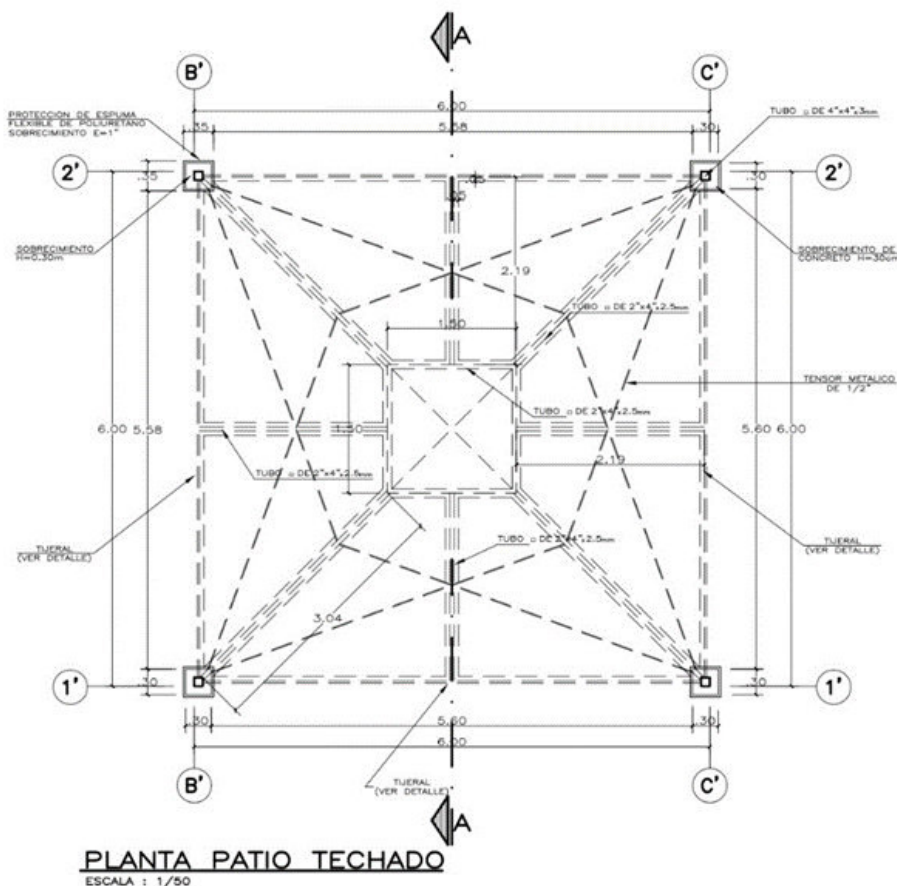 A
B'
C'
6.00
PROTECCION DE ESPUMA
FLEXIBLE DE POLIURETANO
SOBRECIMIENTO E=1"
TUBO □ DE 4"x4"x3mm
.35
5.58
.30
2'
2'
.35
.05
.05
.30
SOBRECIMIENTO
H=0.30m
SOBRECIMIENTO DE
CONCRETO H=30cm
2.19
TUBO □ DE 2"x4"x2.5mm
1.50
TENSOR METALICO
DE 1/2"
TUBO □ DE 2"x4"x2.5mm
6.00
5.58
1.50
5.60
6.00
2.19
TUBO □ DE 2"x4"x2.5mm
TIJERAL
(VER DETALLE)
TUBO □ DE 2"x4"x2.5mm
TIJERAL
(VER DETALLE)
3.04
1'
.30
.30
1'
.30
5.60
.30
6.00
B'
TIJERAL
(VER DETALLE)
C'
A
PLANTA PATIO TECHADO
ESCALA : 1/50